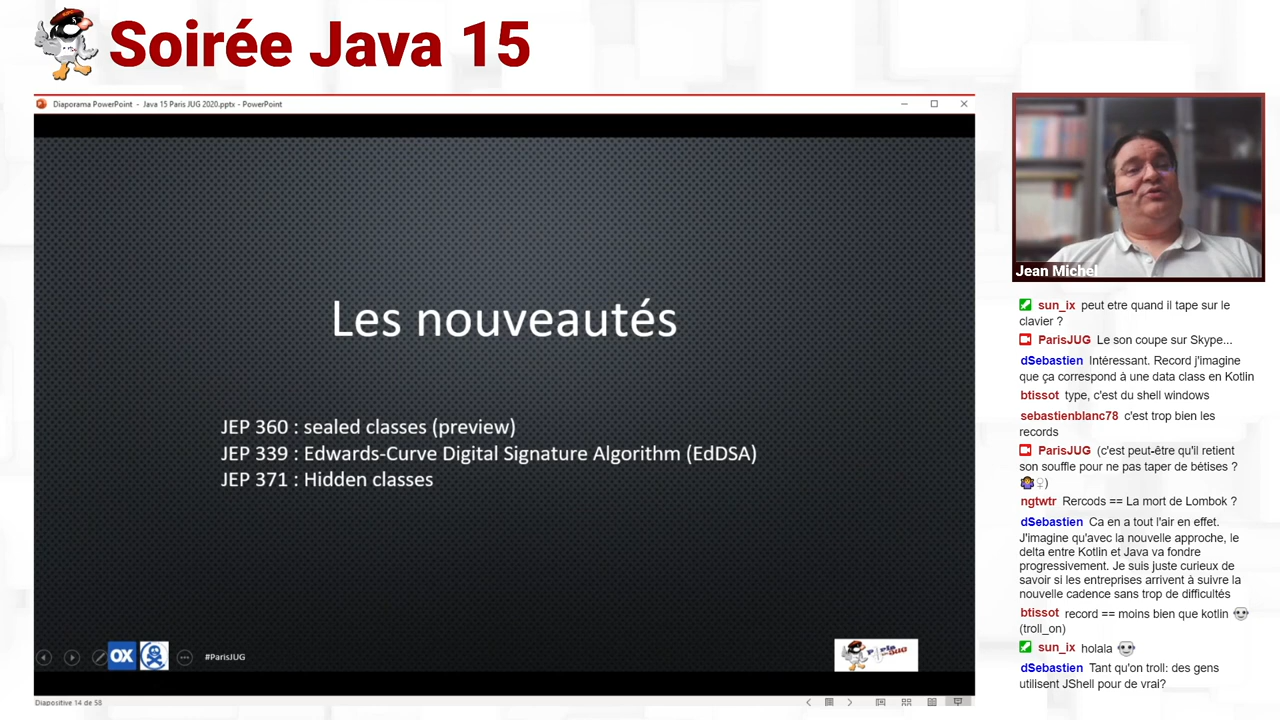 Soirée Java 15
Diaporama PowerPoint - Java 15 Paris JUG 2020.pptx - PowerPoint
Les nouveautés
JEP 360 : sealed classes (preview)
JEP 339 : Edwards-Curve Digital Signature Algorithm (EdDSA)
JEP 371 : Hidden classes
OX
#ParisJUG
Diapositive 14 de 58
Jean Michel
sun_ix peut etre quand il tape sur le
clavier ?
ParisJUG Le son coupe sur Skype...
dSebastien Intéressant. Record j'imagine
que ça correspond à une data class en Kotlin
btissot type, c'est du shell windows
sebastienblanc78 c'est trop bien les
records
ParisJUG (c'est peut-être qu'il retient
son souffle pour ne pas taper de bétises ?
🤷♀)
ngtwtr Rercods == La mort de Lombok ?
dSebastien Ca en a tout l'air en effet.
J'imagine qu'avec la nouvelle approche, le
delta entre Kotlin et Java va fondre
progressivement. Je suis juste curieux de
savoir si les entreprises arrivent à suivre la
nouvelle cadence sans trop de difficultés
btissot record == moins bien que kotlin
(troll_on)
sun_ix holala
dSebastien Tant qu'on troll: des gens
utilisent JShell pour de vrai?